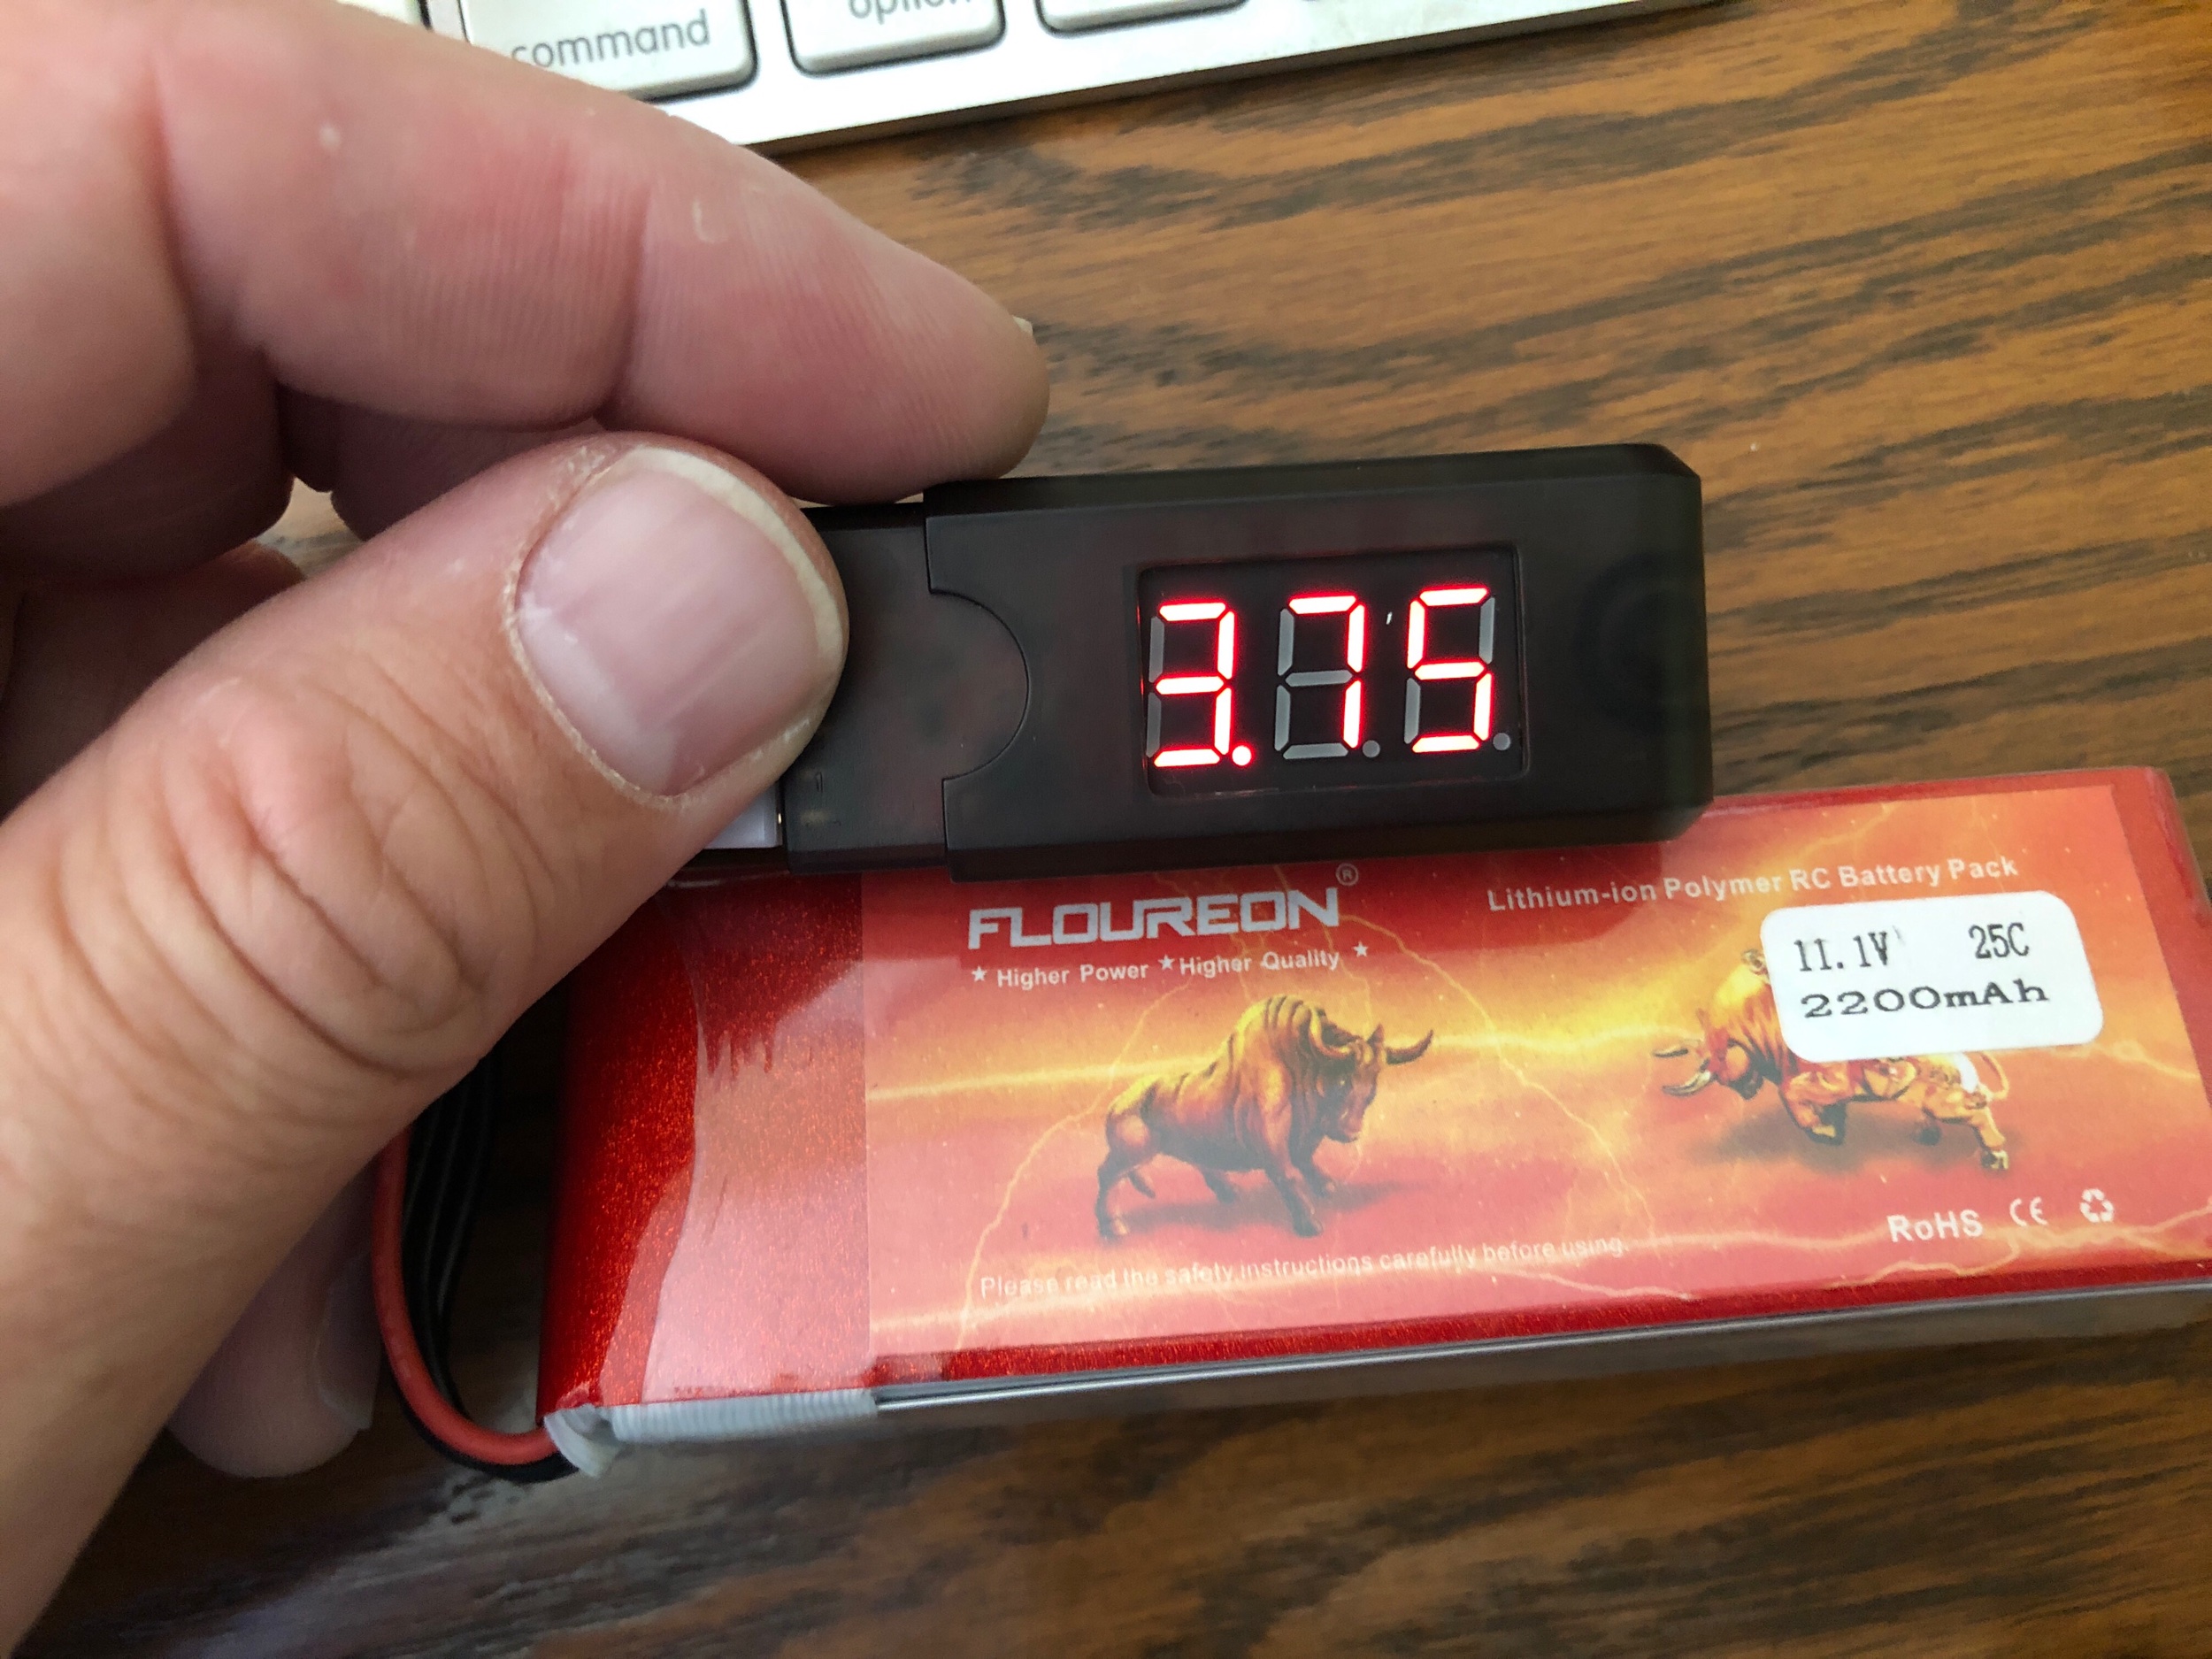 command
option
3.75
FLOUREON®
★ Higher Power ★ Higher Quality ★
Lithium-ion Polymer RC Battery Pack
11.1V 25C
2200mAh
Please read the safety instructions carefully before using.
RoHS CE